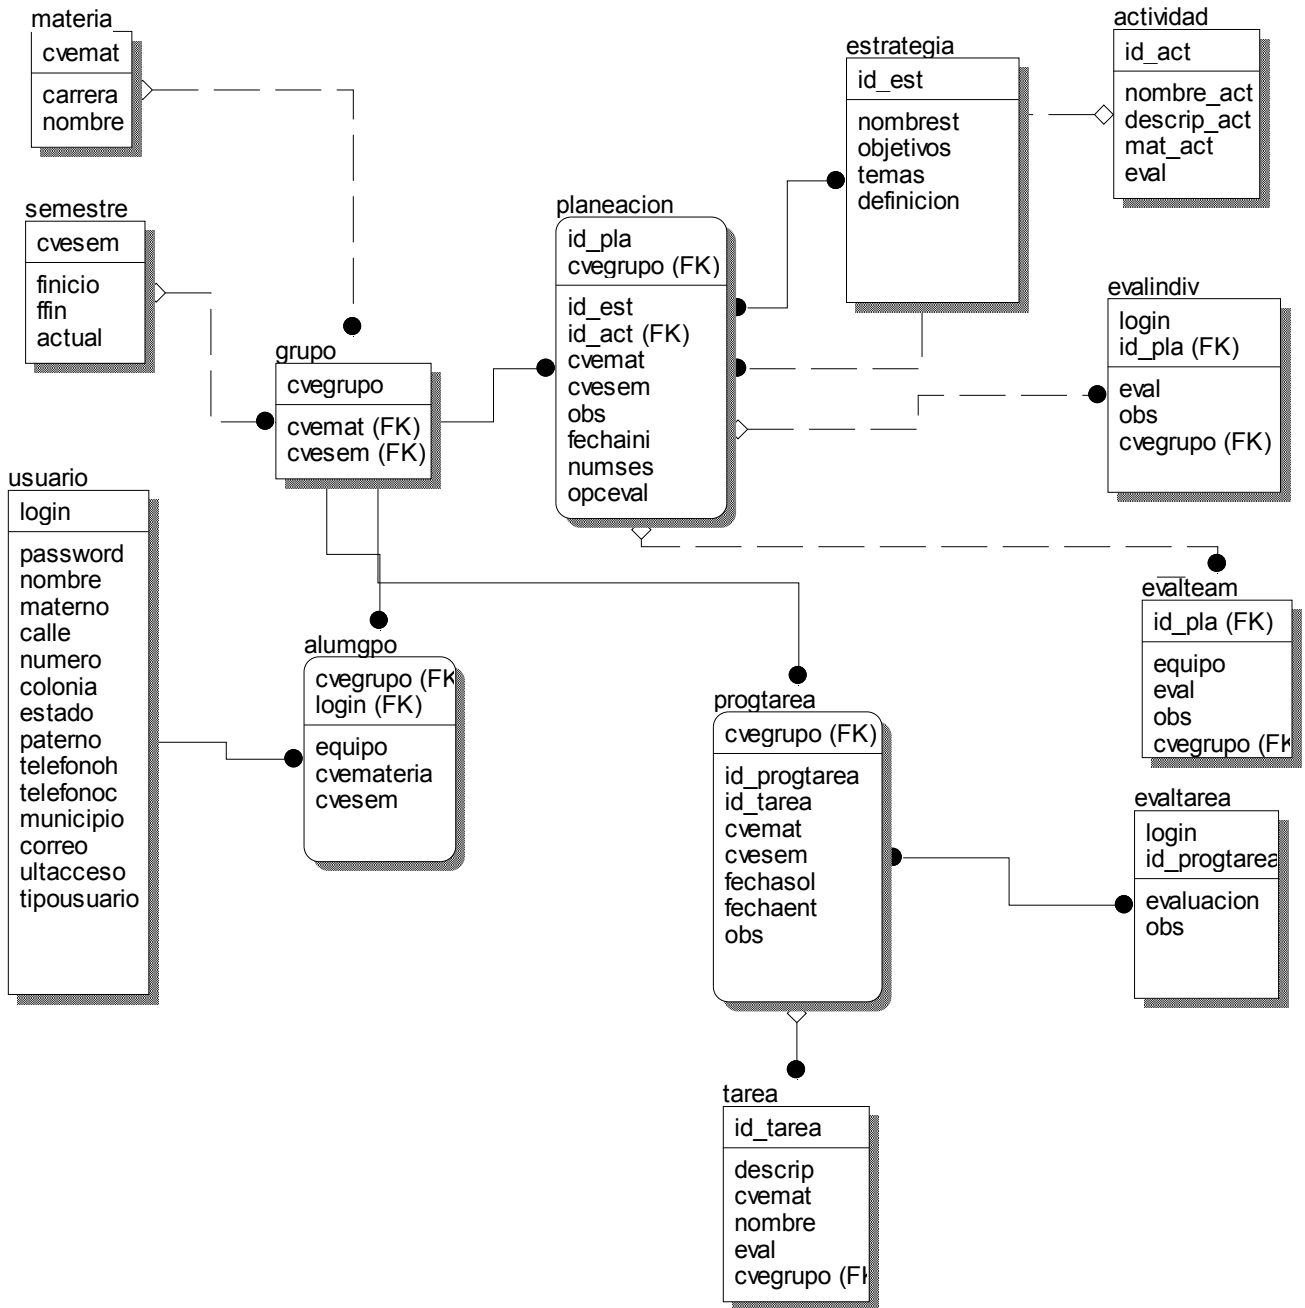 materia
cvemat
carrera
nombre
semestre
cvesem
finicio
ffin
actual
usuario
login
password
nombre
materno
calle
numero
colonia
estado
paterno
telefonoh
telefonoc
municipio
correo
ultacceso
tipousuario
grupo
cvegrupo
cvemat (FK)
cvesem (FK)
alumgpo
cvegrupo (FK
login (FK)
equipo
cvemateria
cvesem
planeacion
id_pla
cvegrupo (FK)
id_est
id_act (FK)
cvemat
cvesem
obs
fechaini
numses
opceval
estrategia
id_est
nombrest
objetivos
temas
definicion
actividad
id_act
nombre_act
descrip_act
mat_act
eval
evalindiv
login
id_pla (FK)
eval
obs
cvegrupo (FK)
evalteam
id_pla (FK)
equipo
eval
obs
cvegrupo (FK
progtarea
cvegrupo (FK)
id_progtarea
id_tarea
cvemat
cvesem
fechasol
fechaent
obs
evaltarea
login
id_progtarea
evaluacion
obs
tarea
id_tarea
descrip
cvemat
nombre
eval
cvegrupo (FK